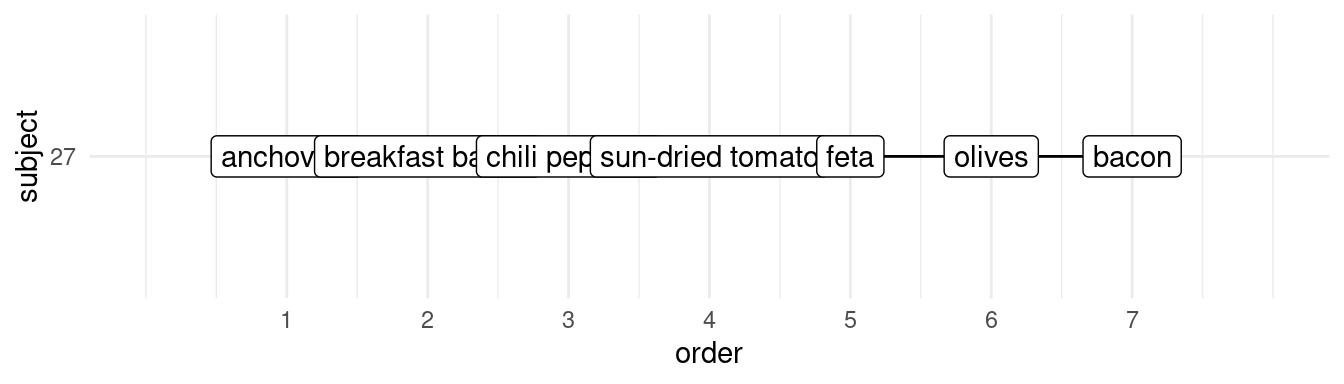 subject
27
anchov breakfast ba chili pep sun-dried tomato feta olives bacon
1 2 3 4 5 6 7
order